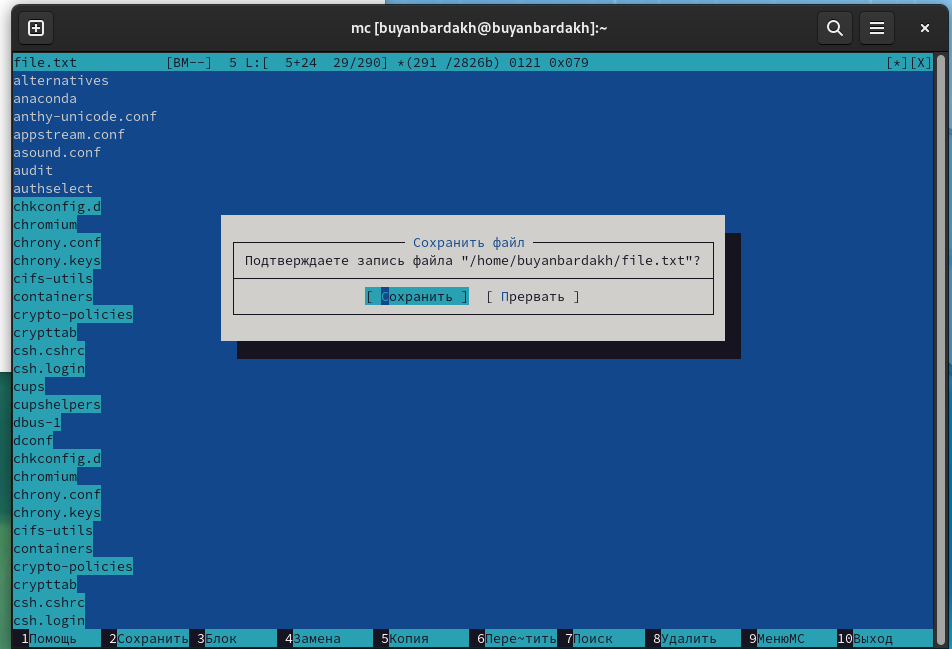 mc [buyanbardakh@buyanbardakh]:~
file.txt [BM--] 5 L:[ 5+24 29/290] *(291 /2826b) 0121 0x079 [*][X]
alternatives
anaconda
anthy-unicode.conf
appstream.conf
asound.conf
audit
authselect
chkconfig.d
chromium
chrony.conf
chrony.keys
cifs-utils
containers
crypto-policies
crypttab
csh.cshrc
csh.login
cups
cupshelpers
dbus-1
dconf
chkconfig.d
chromium
chrony.conf
chrony.keys
cifs-utils
containers
crypto-policies
crypttab
csh.cshrc
csh.login
Сохранить файл
Подтверждаете запись файла "/home/buyanbardakh/file.txt"?
[ Сохранить ] [ Прервать ]
1Помощь 2Сохранить 3Блок 4Замена 5Копия 6Пере~тить 7Поиск 8Удалить 9МенюMC 10Выход